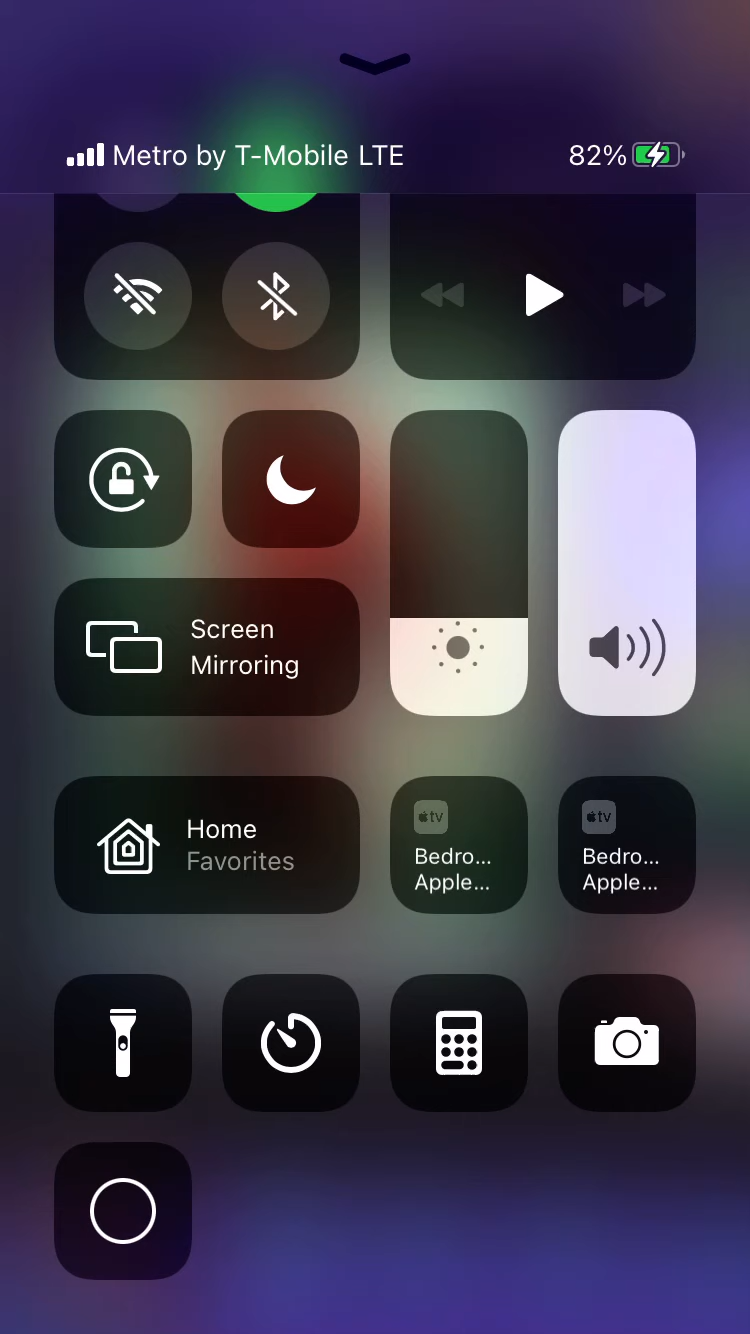 Metro by T-Mobile LTE 82%
Screen
Mirroring
Home
Favorites
tv
Bedro...
Apple...
tv
Bedro...
Apple...